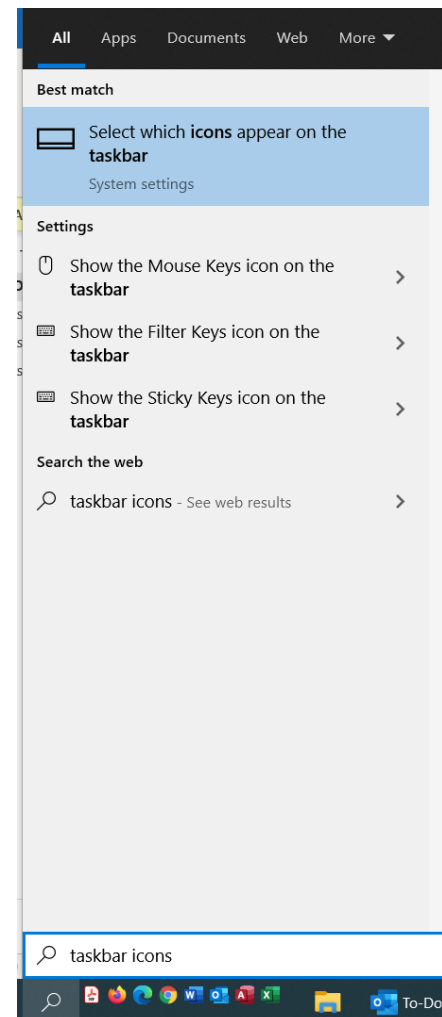 All Apps Documents Web More
Best match
Select which icons appear on the
taskbar
System settings
Settings
Show the Mouse Keys icon on the
taskbar
Show the Filter Keys icon on the
taskbar
Show the Sticky Keys icon on the
taskbar
Search the web
taskbar icons - See web results
taskbar icons
To-Do